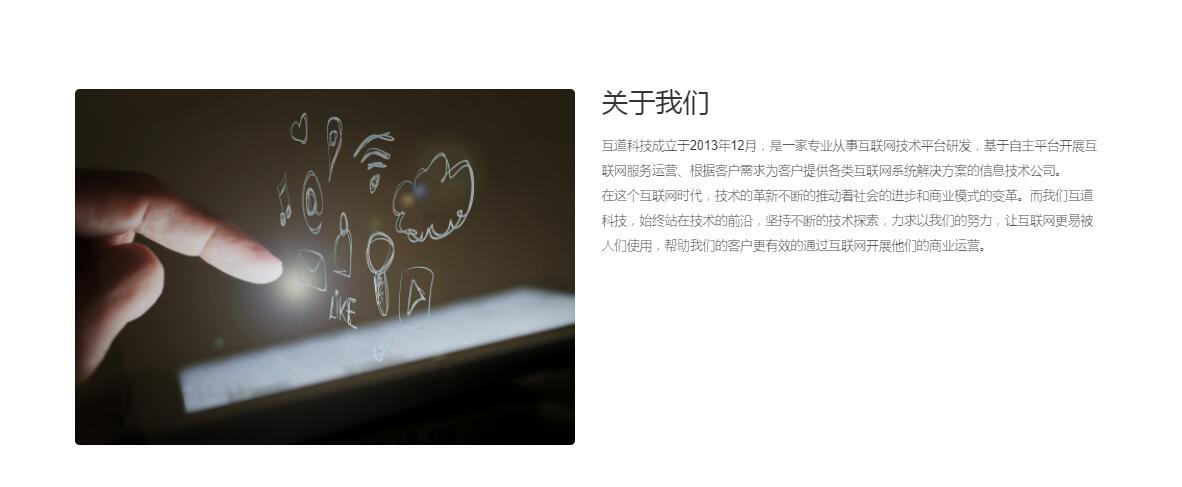 LIKE
关于我们
互道科技成立于2013年12月，是一家专业从事互联网技术平台研发，基于自主平台开展互
联网服务运营、根据客户需求为客户提供各类互联网系统解决方案的信息技术公司。
在这个互联网时代，技术的革新不断的推动着社会的进步和商业模式的变革。而我们互道
科技，始终站在技术的前沿，坚持不断的技术探索，力求以我们的努力，让互联网更易被
人们使用，帮助我们的客户更有效的通过互联网开展他们的商业运营。